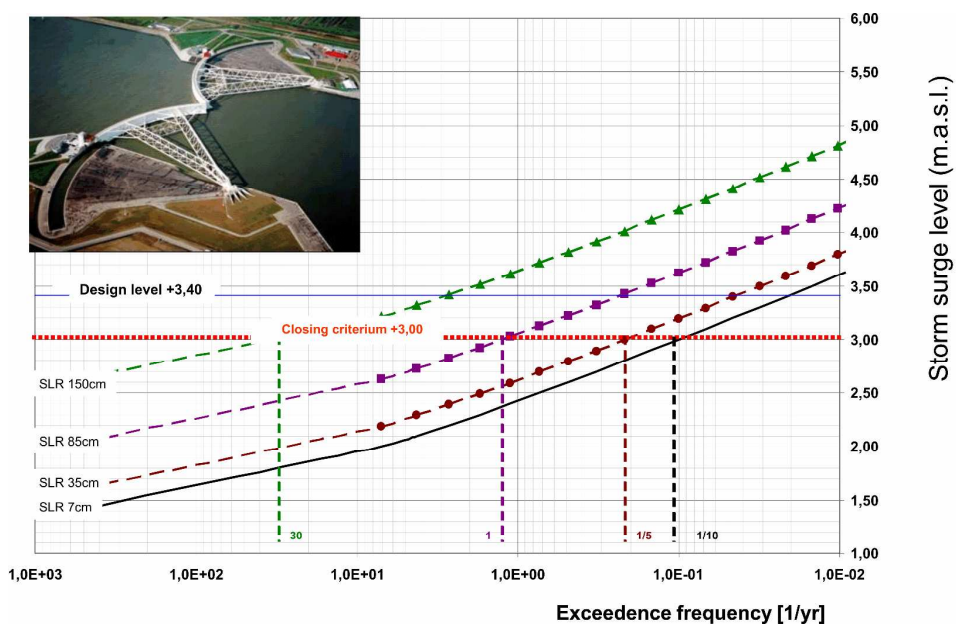 6,00
5,50
5,00
4,50
4,00
3,50
3,00
2,50
2,00
1,50
1,00
Storm surge level (m.a.s.l.)
Design level +3,40
Closing criterium +3,00
SLR 150cm
SLR 85cm
SLR 35cm
SLR 7cm
30
1
1/5
1/10
1,0E+03
1,0E+02
1,0E+01
1,0E+00
1,0E-01
1,0E-02
Exceedence frequency [1/yr]